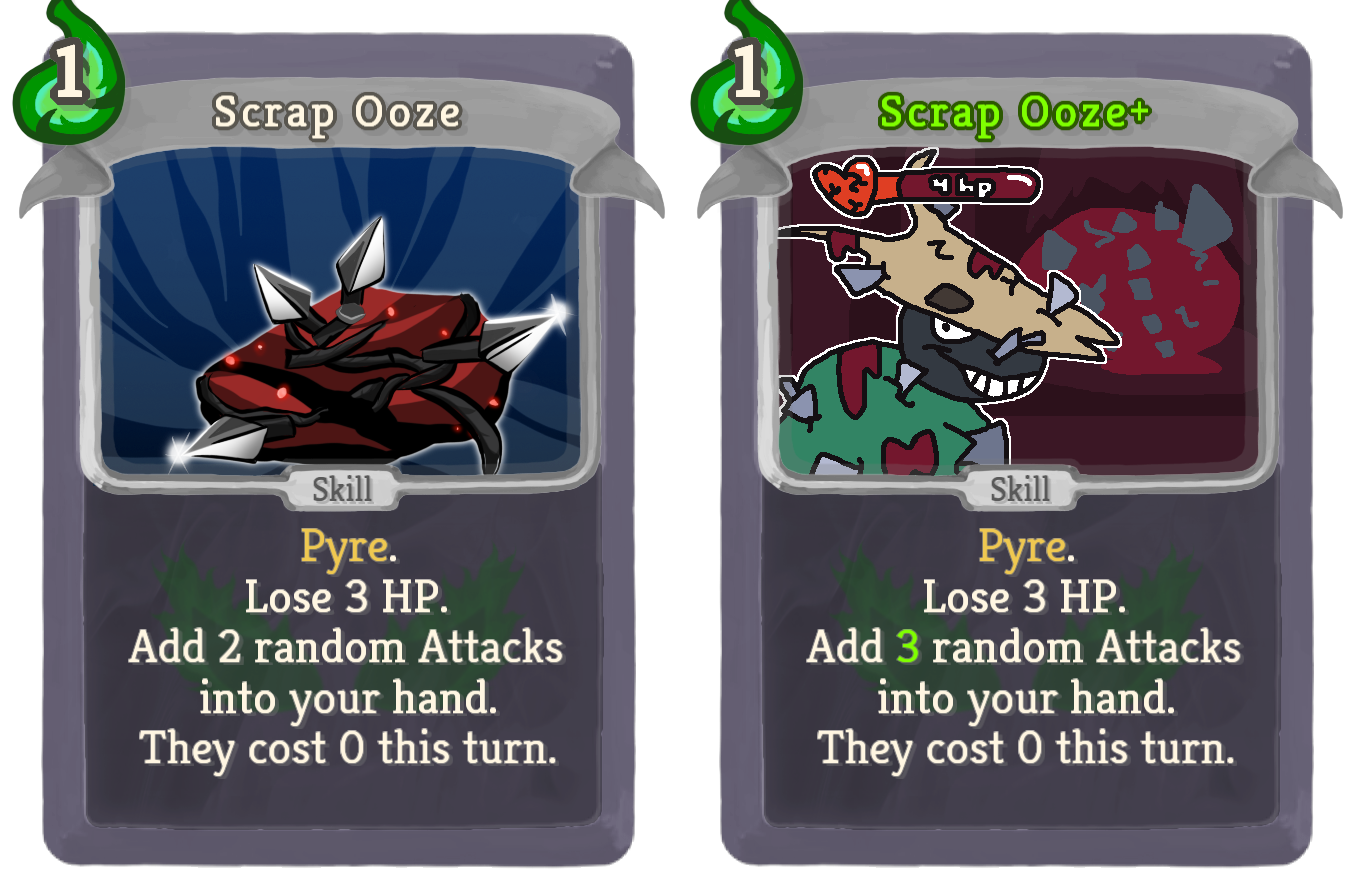 1
Scrap Ooze
Skill
Pyre.
Lose 3 HP.
Add 2 random Attacks
into your hand.
They cost 0 this turn.
1
Scrap Ooze+
4 hp
Skill
Pyre.
Lose 3 HP.
Add 3 random Attacks
into your hand.
They cost 0 this turn.